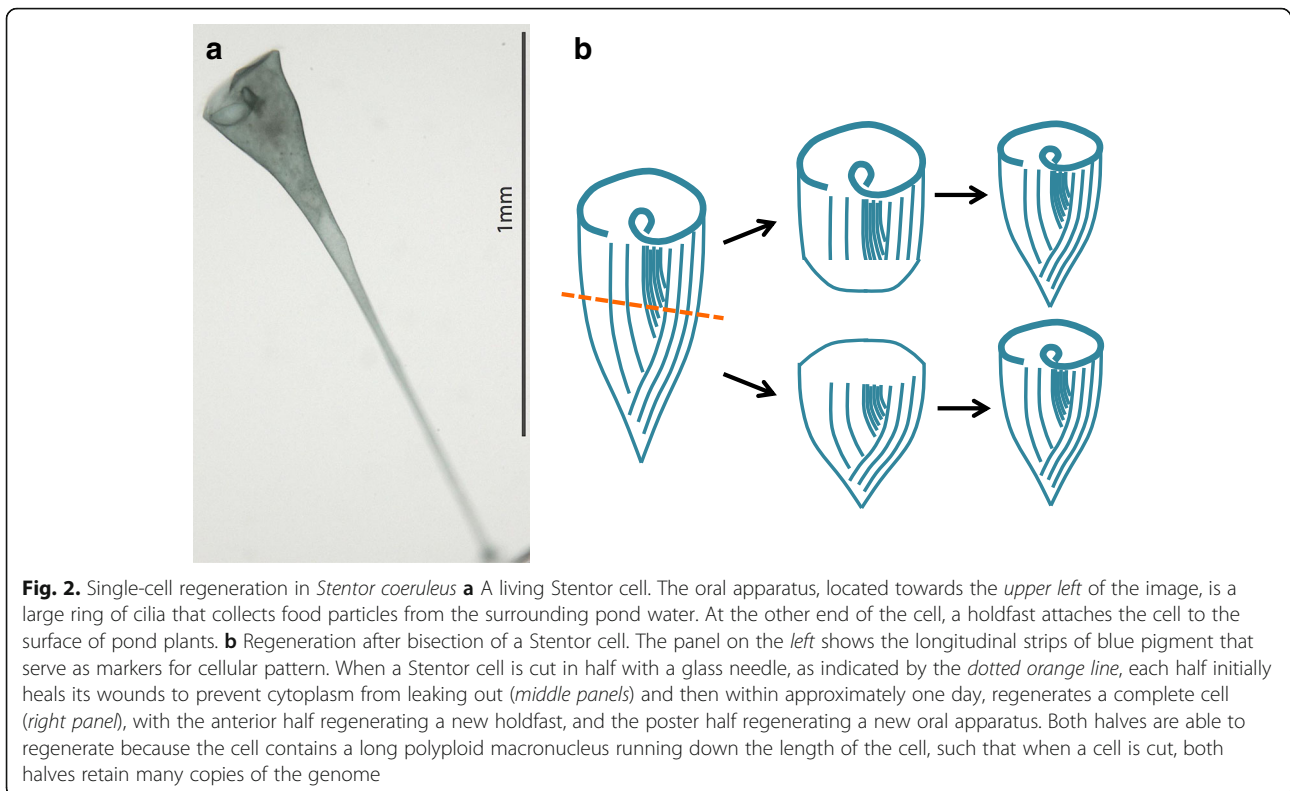 a
b
1mm
Fig. 2. Single-cell regeneration in Stentor coeruleus a A living Stentor cell. The oral apparatus, located towards the upper left of the image, is a
large ring of cilia that collects food particles from the surrounding pond water. At the other end of the cell, a holdfast attaches the cell to the
surface of pond plants. b Regeneration after bisection of a Stentor cell. The panel on the left shows the longitudinal strips of blue pigment that
serve as markers for cellular pattern. When a Stentor cell is cut in half with a glass needle, as indicated by the dotted orange line, each half initially
heals its wounds to prevent cytoplasm from leaking out (middle panels) and then within approximately one day, regenerates a complete cell
(right panel), with the anterior half regenerating a new holdfast, and the poster half regenerating a new oral apparatus. Both halves are able to
regenerate because the cell contains a long polyploid macronucleus running down the length of the cell, such that when a cell is cut, both
halves retain many copies of the genome